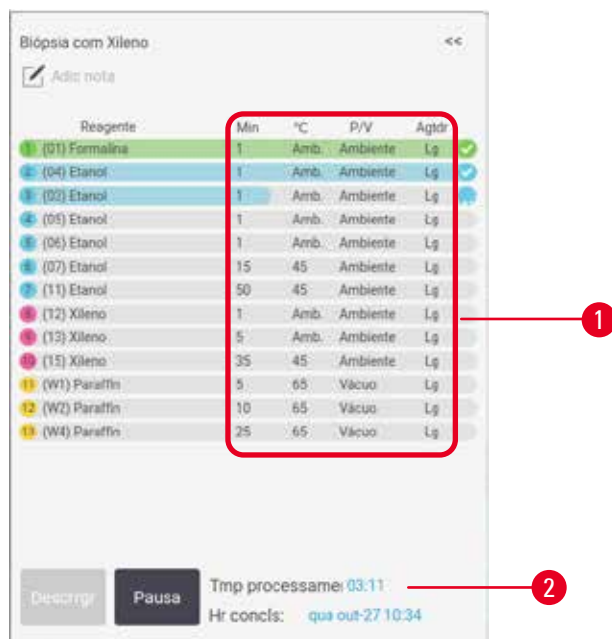 Biópsia com Xileno <<
Adic nota
Reagente Min °C P/V Agtdr
1 (01) Formalina 1 Amb. Ambiente Lg
2 (04) Etanol 1 Amb. Ambiente Lg
3 (03) Etanol 1 Amb. Ambiente Lg
4 (05) Etanol 1 Amb. Ambiente Lg
5 (06) Etanol 1 Amb. Ambiente Lg
6 (07) Etanol 15 45 Ambiente Lg
7 (11) Etanol 50 45 Ambiente Lg
8 (12) Xileno 1 Amb. Ambiente Lg
9 (13) Xileno 5 Amb. Ambiente Lg
10 (15) Xileno 35 45 Ambiente Lg
11 (W1) Paraffin 5 65 Vácuo Lg
12 (W2) Paraffin 10 65 Vácuo Lg
13 (W4) Paraffin 25 65 Vácuo Lg
1
Descrrgr Pausa Tmp processame: 03:11
2
Hr concls: qua out-27 10:34